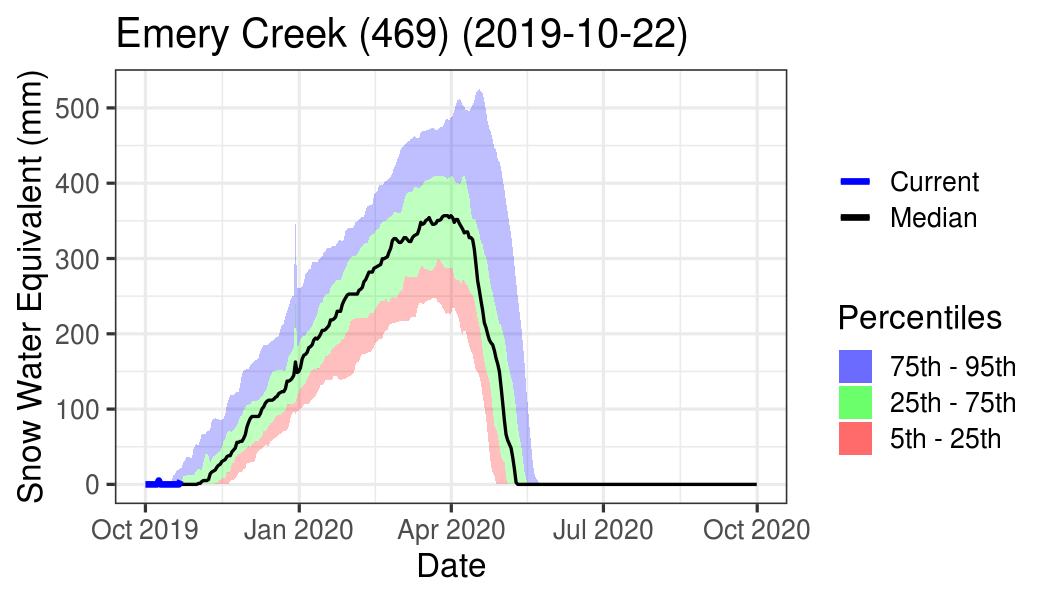 Emery Creek (469) (2019-10-22)
Snow Water Equivalent (mm)
500
400
300
200
100
0
Oct 2019
Jan 2020
Apr 2020
Jul 2020
Oct 2020
Date
Current
Median
Percentiles
75th - 95th
25th - 75th
5th - 25th